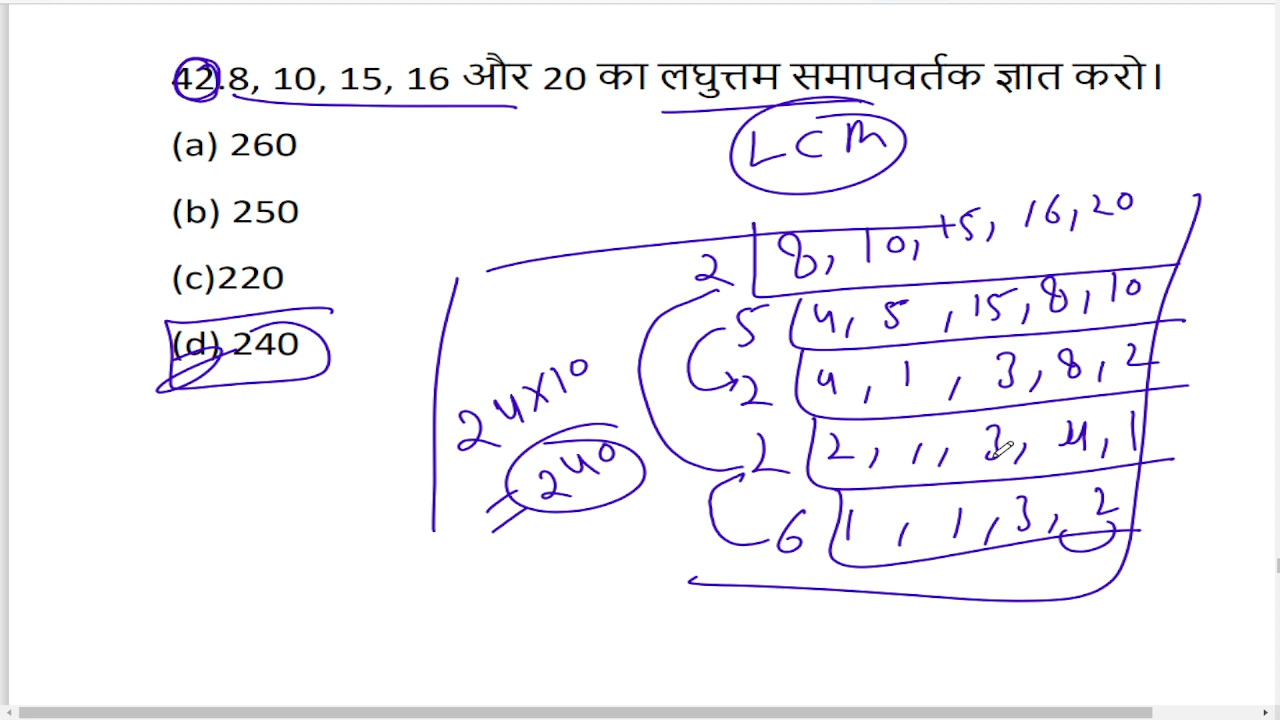 42.8, 10, 15, 16 और 20 का लघुत्तम समापवर्तक ज्ञात करो।
(a) 260
(b) 250
(c)220
(d) 240
LCM
2 8, 10, 15, 16, 20
5 4, 5, 15, 8, 10
2 4, 1, 3, 8, 2
2 2, 1, 3, 4, 1
6 1, 1, 3, 2
24×10
= 240